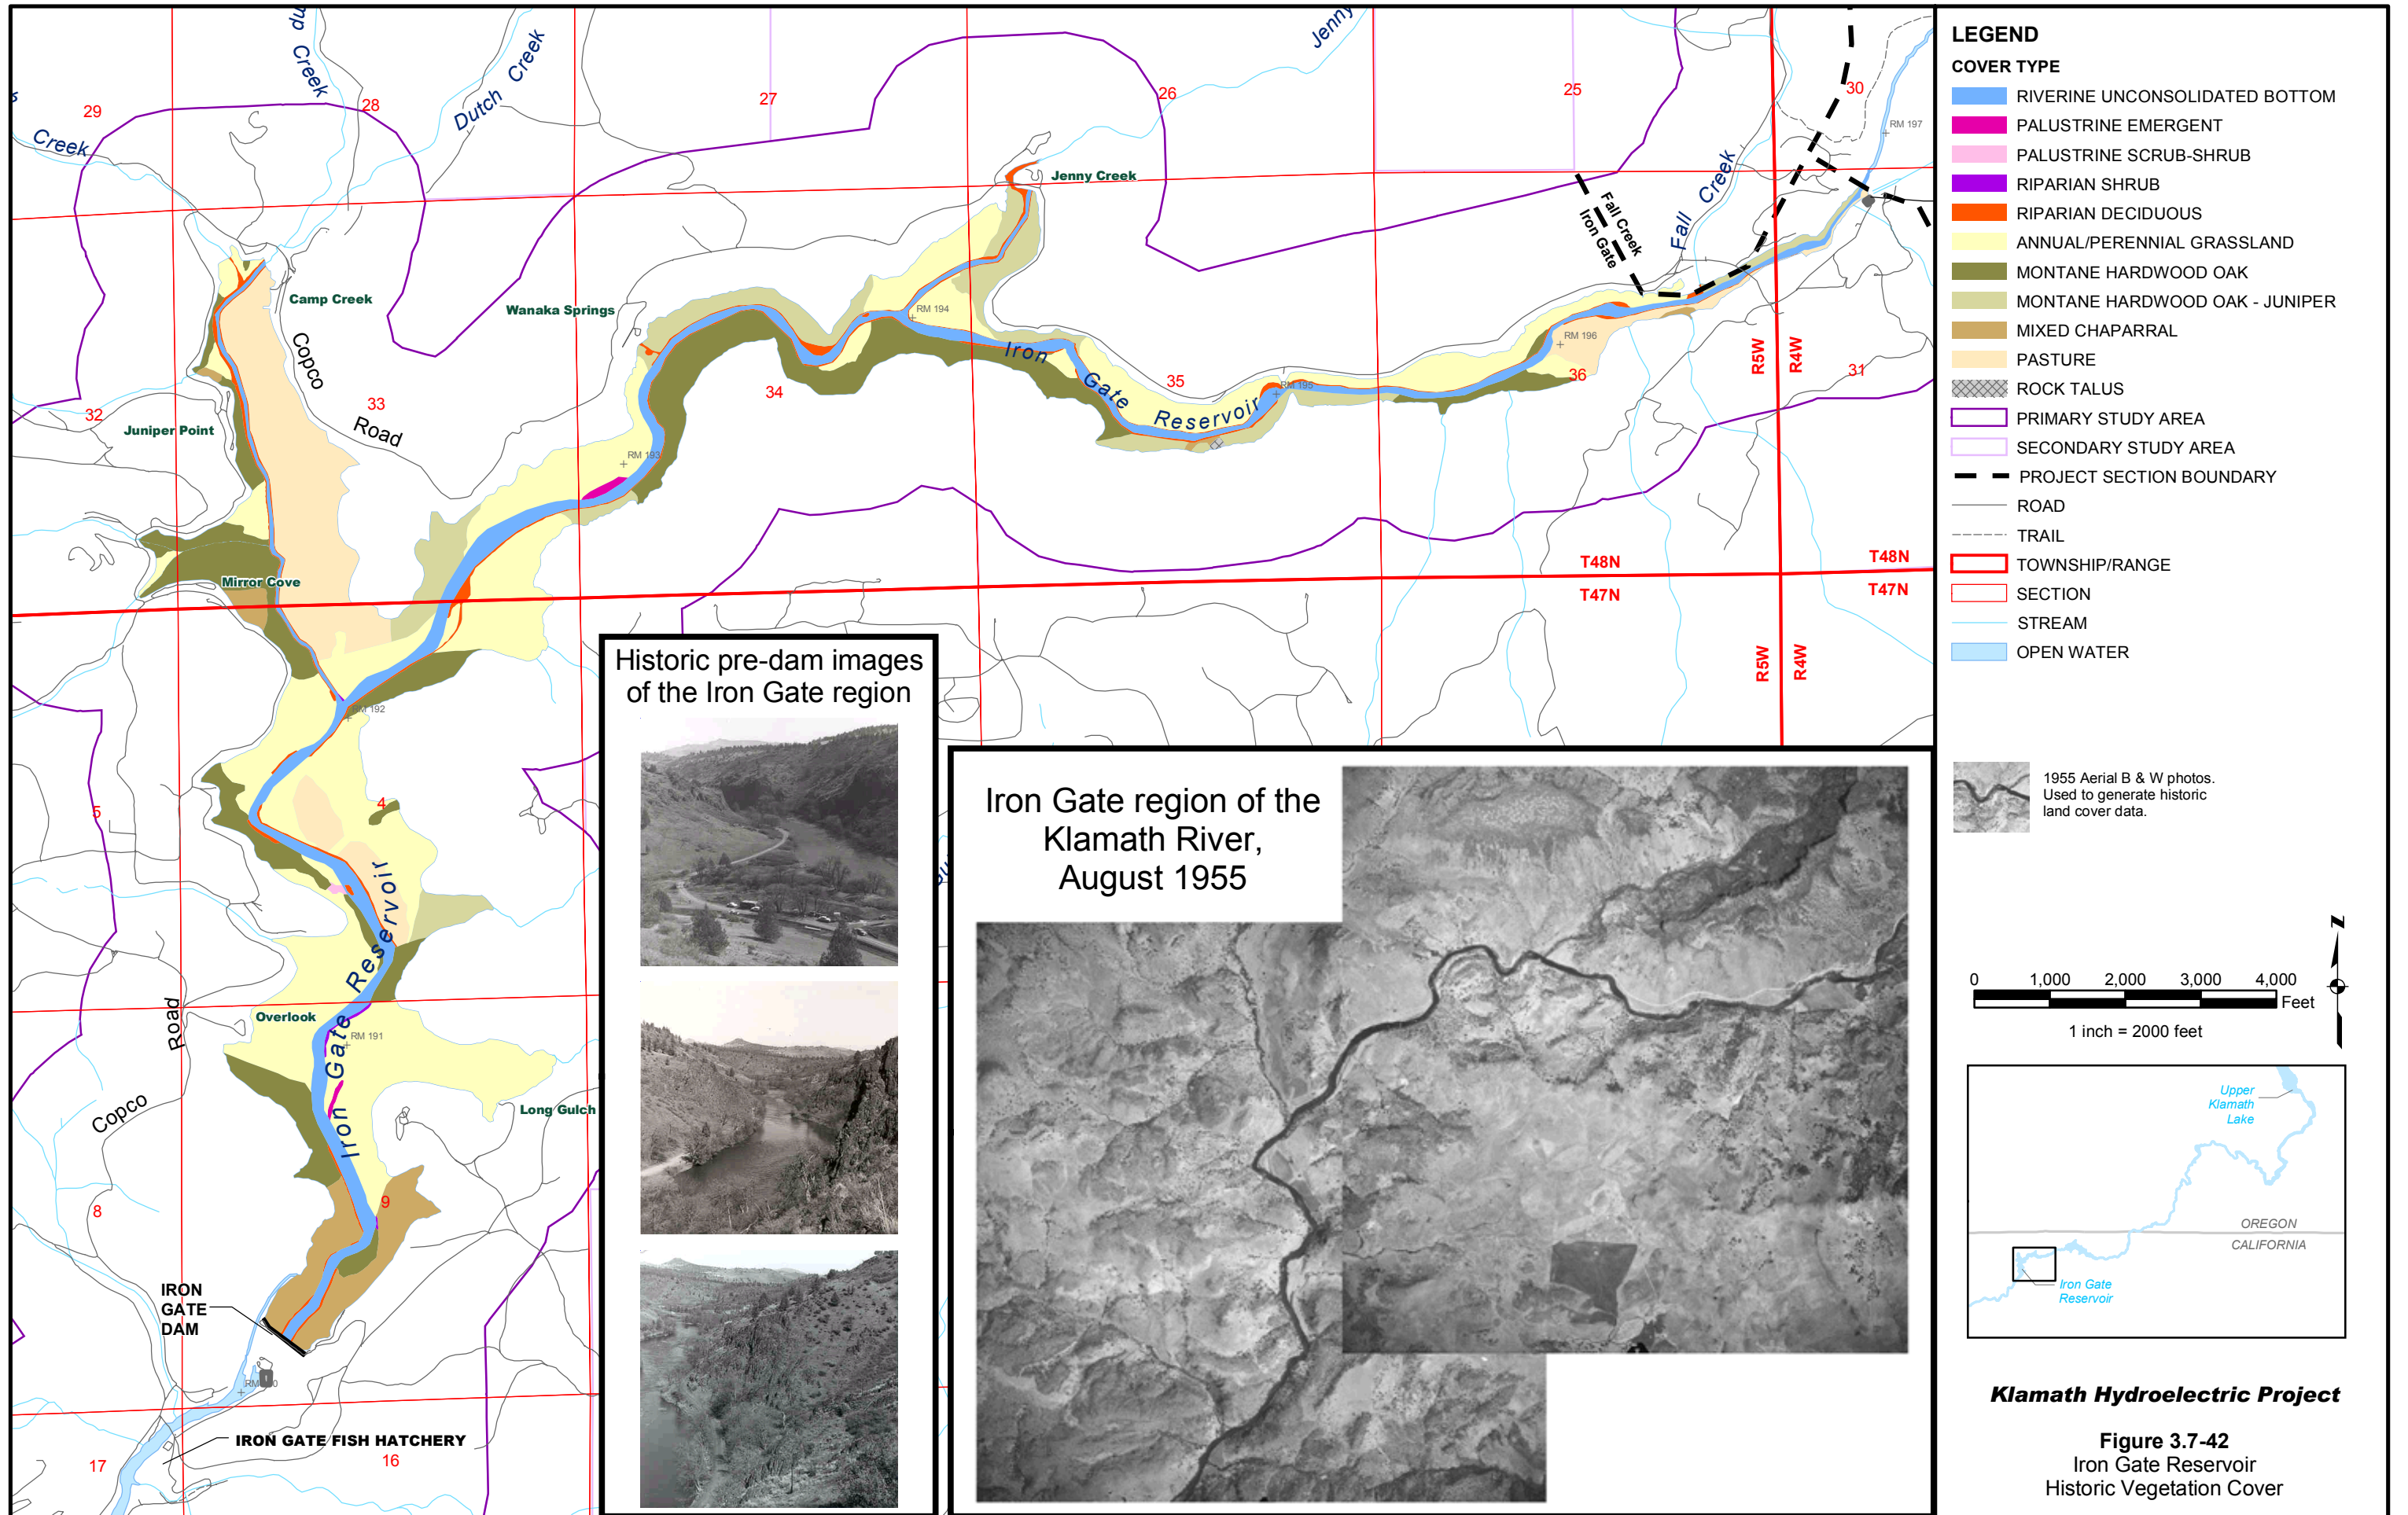 Creek
Creek
Dutch Creek
Jenny
29
28
27
26
25
30
RM 197
Jenny Creek
Fall Creek
Fall Creek
Iron Gate
Camp Creek
Wanaka Springs
RM 194
RM 196
R5W
R4W
Copco
Road
Iron Gate Reservoir
RM 195
32
33
34
35
36
31
Juniper Point
RM 193
Mirror Cove
T48N
T48N
T47N
T47N
R5W
R4W
RM 192
5
4
Iron Gate Reservoir
Overlook
RM 191
Road
Copco
Long Gulch
8
9
IRON
GATE
DAM
IRON GATE FISH HATCHERY
17
16
Historic pre-dam images
of the Iron Gate region
Iron Gate region of the
Klamath River,
August 1955
LEGEND
COVER TYPE
RIVERINE UNCONSOLIDATED BOTTOM
PALUSTRINE EMERGENT
PALUSTRINE SCRUB-SHRUB
RIPARIAN SHRUB
RIPARIAN DECIDUOUS
ANNUAL/PERENNIAL GRASSLAND
MONTANE HARDWOOD OAK
MONTANE HARDWOOD OAK - JUNIPER
MIXED CHAPARRAL
PASTURE
ROCK TALUS
PRIMARY STUDY AREA
SECONDARY STUDY AREA
PROJECT SECTION BOUNDARY
ROAD
TRAIL
TOWNSHIP/RANGE
SECTION
STREAM
OPEN WATER
1955 Aerial B & W photos.
Used to generate historic
land cover data.
N
0 1,000 2,000 3,000 4,000
Feet
1 inch = 2000 feet
Upper
Klamath
Lake
OREGON
CALIFORNIA
Iron Gate
Reservoir
Klamath Hydroelectric Project
Figure 3.7-42
Iron Gate Reservoir
Historic Vegetation Cover